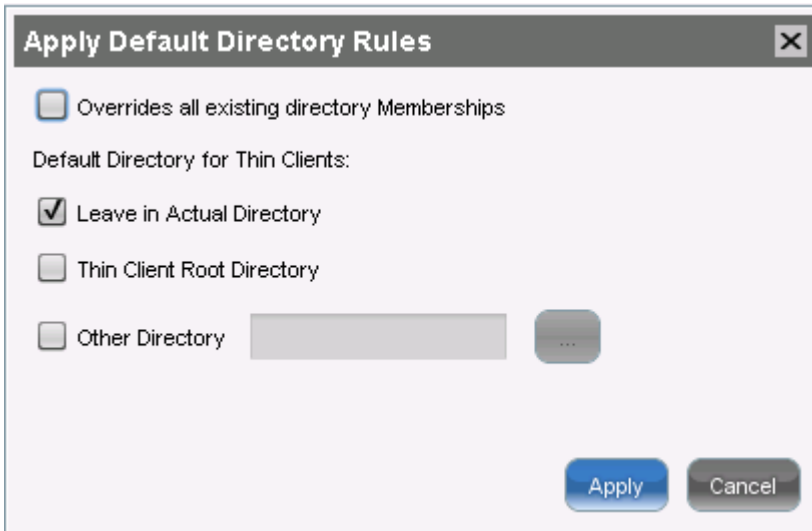 Apply Default Directory Rules
Overrides all existing directory Memberships
Default Directory for Thin Clients:
Leave in Actual Directory
Thin Client Root Directory
Other Directory ...
Apply Cancel